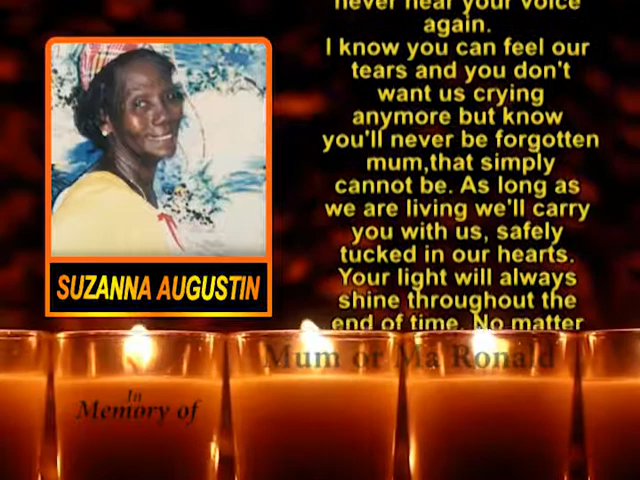 never hear your voice
again.
I know you can feel our
tears and you don't
want us crying
anymore but know
you'll never be forgotten
mum,that simply
cannot be. As long as
we are living we'll carry
you with us, safely
tucked in our hearts.
Your light will always
shine throughout the
end of time. No matter
SUZANNA AUGUSTIN
Mum or Ma Ronald
In
Memory of